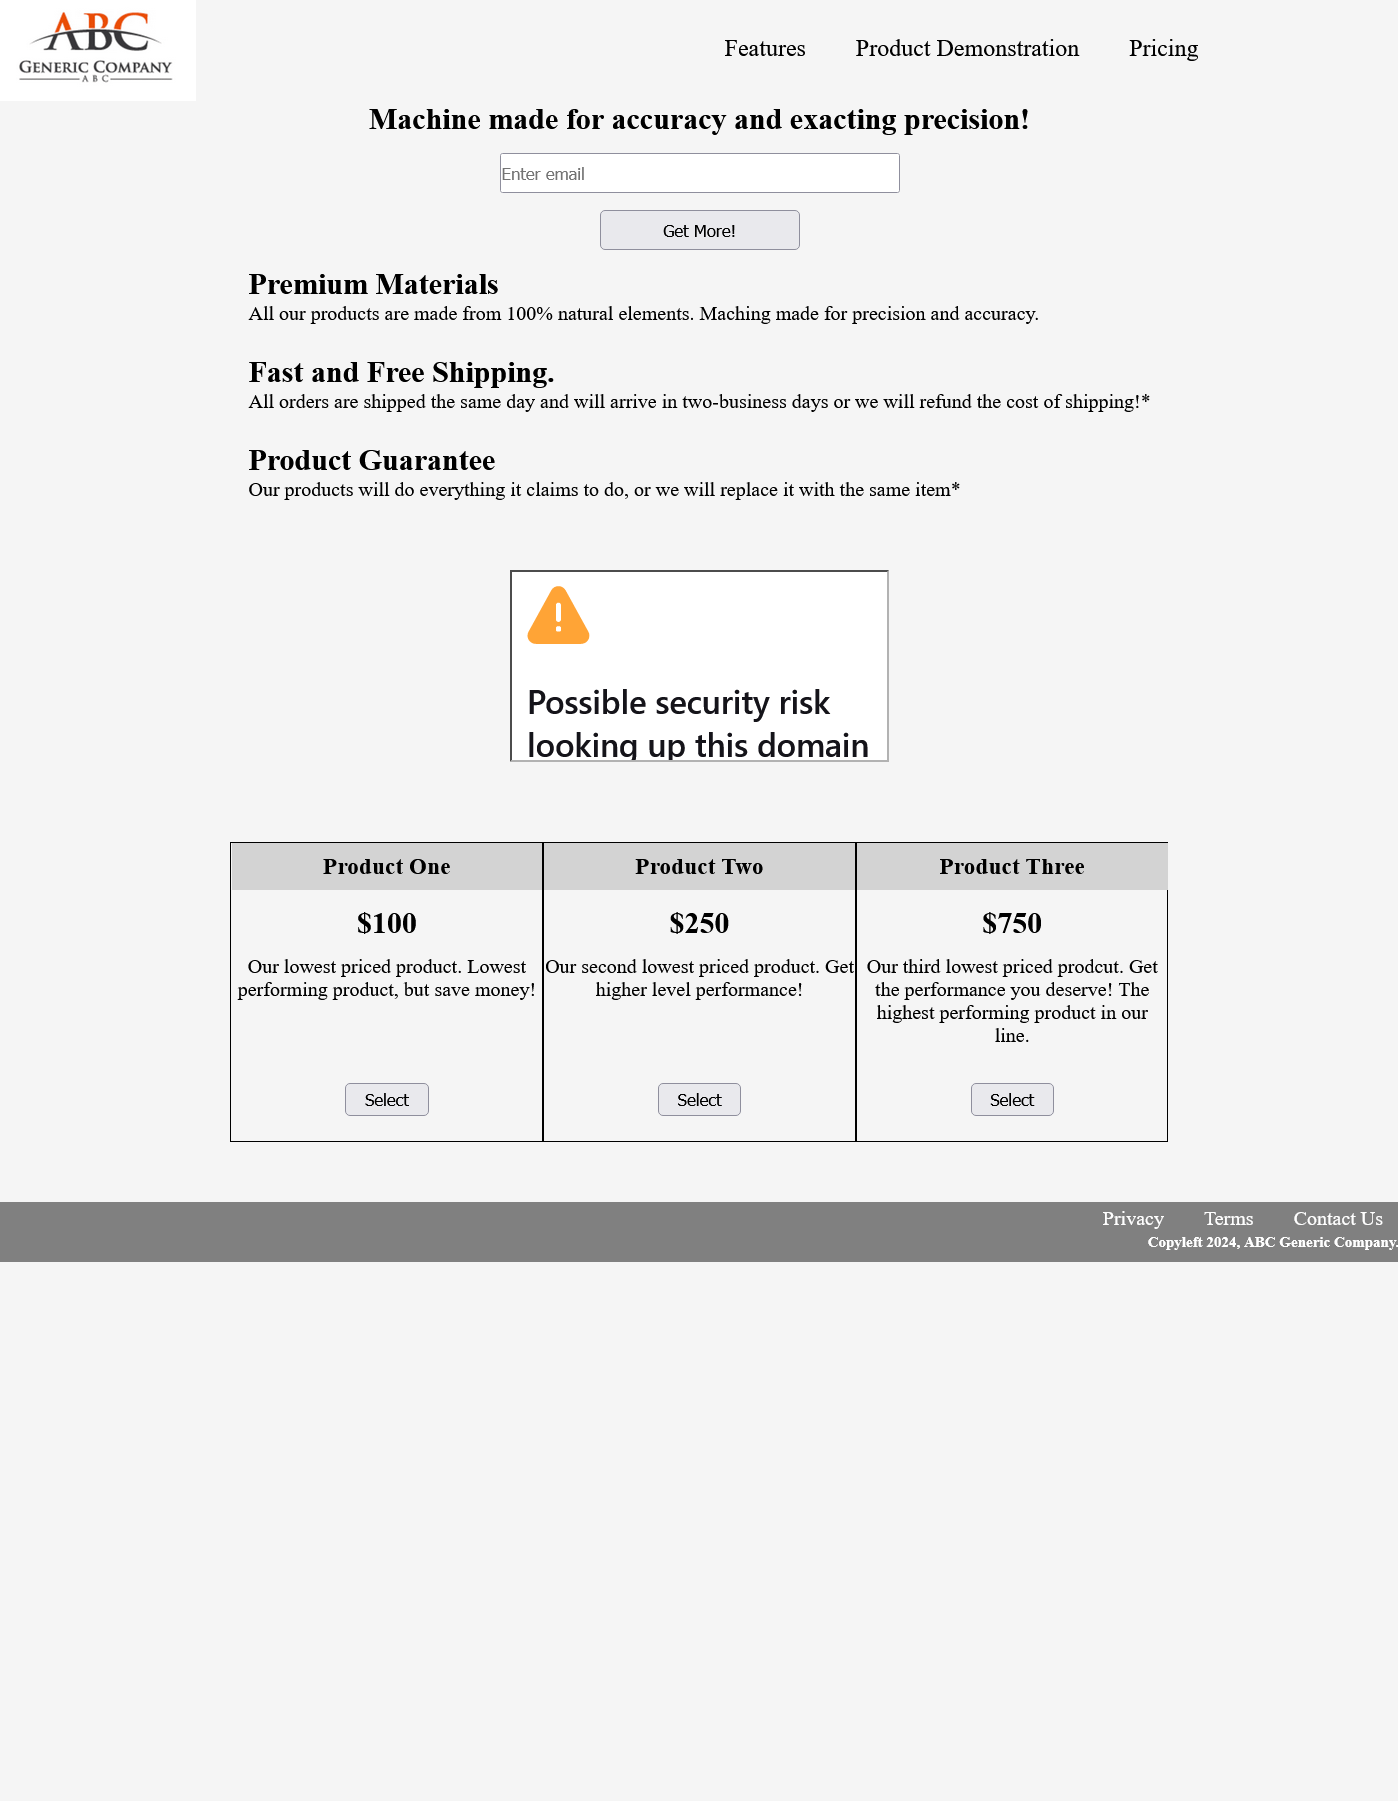 ABC
GENERIC COMPANY
ABC
Features Product Demonstration Pricing
Machine made for accuracy and exacting precision!
Enter email
Get More!
Premium Materials
All our products are made from 100% natural elements. Maching made for precision and accuracy.
Fast and Free Shipping.
All orders are shipped the same day and will arrive in two-business days or we will refund the cost of shipping!*
Product Guarantee
Our products will do everything it claims to do, or we will replace it with the same item*
Possible security risk
looking up this domain
Product One
$100
Our lowest priced product. Lowest
performing product, but save money!
Select
Product Two
$250
Our second lowest priced product. Get
higher level performance!
Select
Product Three
$750
Our third lowest priced prodcut. Get
the performance you deserve! The
highest performing product in our
line.
Select
Privacy Terms Contact Us
Copyleft 2024, ABC Generic Company.